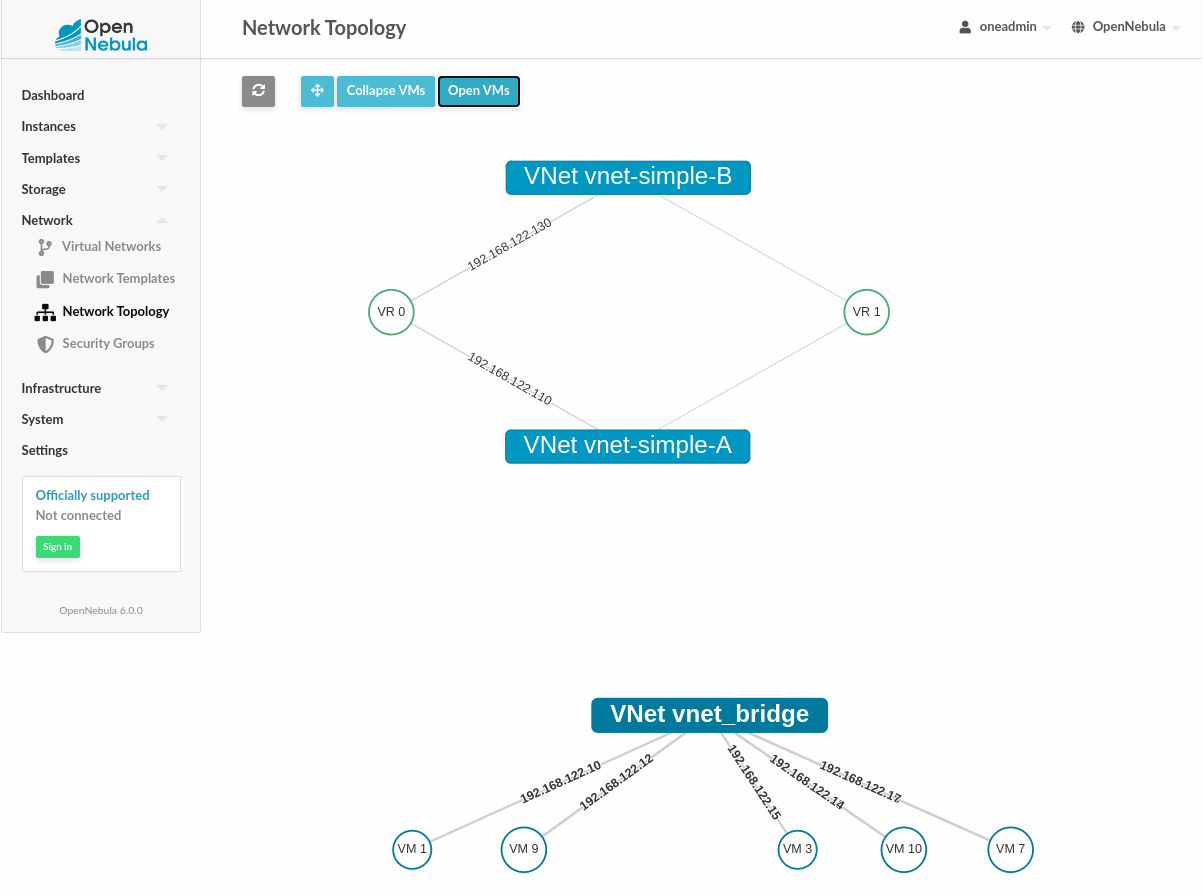 Open
Nebula
Network Topology
oneadmin
OpenNebula
Dashboard
Instances
Templates
Storage
Network
Virtual Networks
Network Templates
Network Topology
Security Groups
Infrastructure
System
Settings
Officially supported
Not connected
Sign in
OpenNebula 6.0.0
Collapse VMs
Open VMs
VNet vnet-simple-B
192.168.122.130
VR 0
VR 1
192.168.122.110
VNet vnet-simple-A
VNet vnet_bridge
192.168.122.10
192.168.122.12
192.168.122.15
192.168.122.14
192.168.122.17
VM 1
VM 9
VM 3
VM 10
VM 7